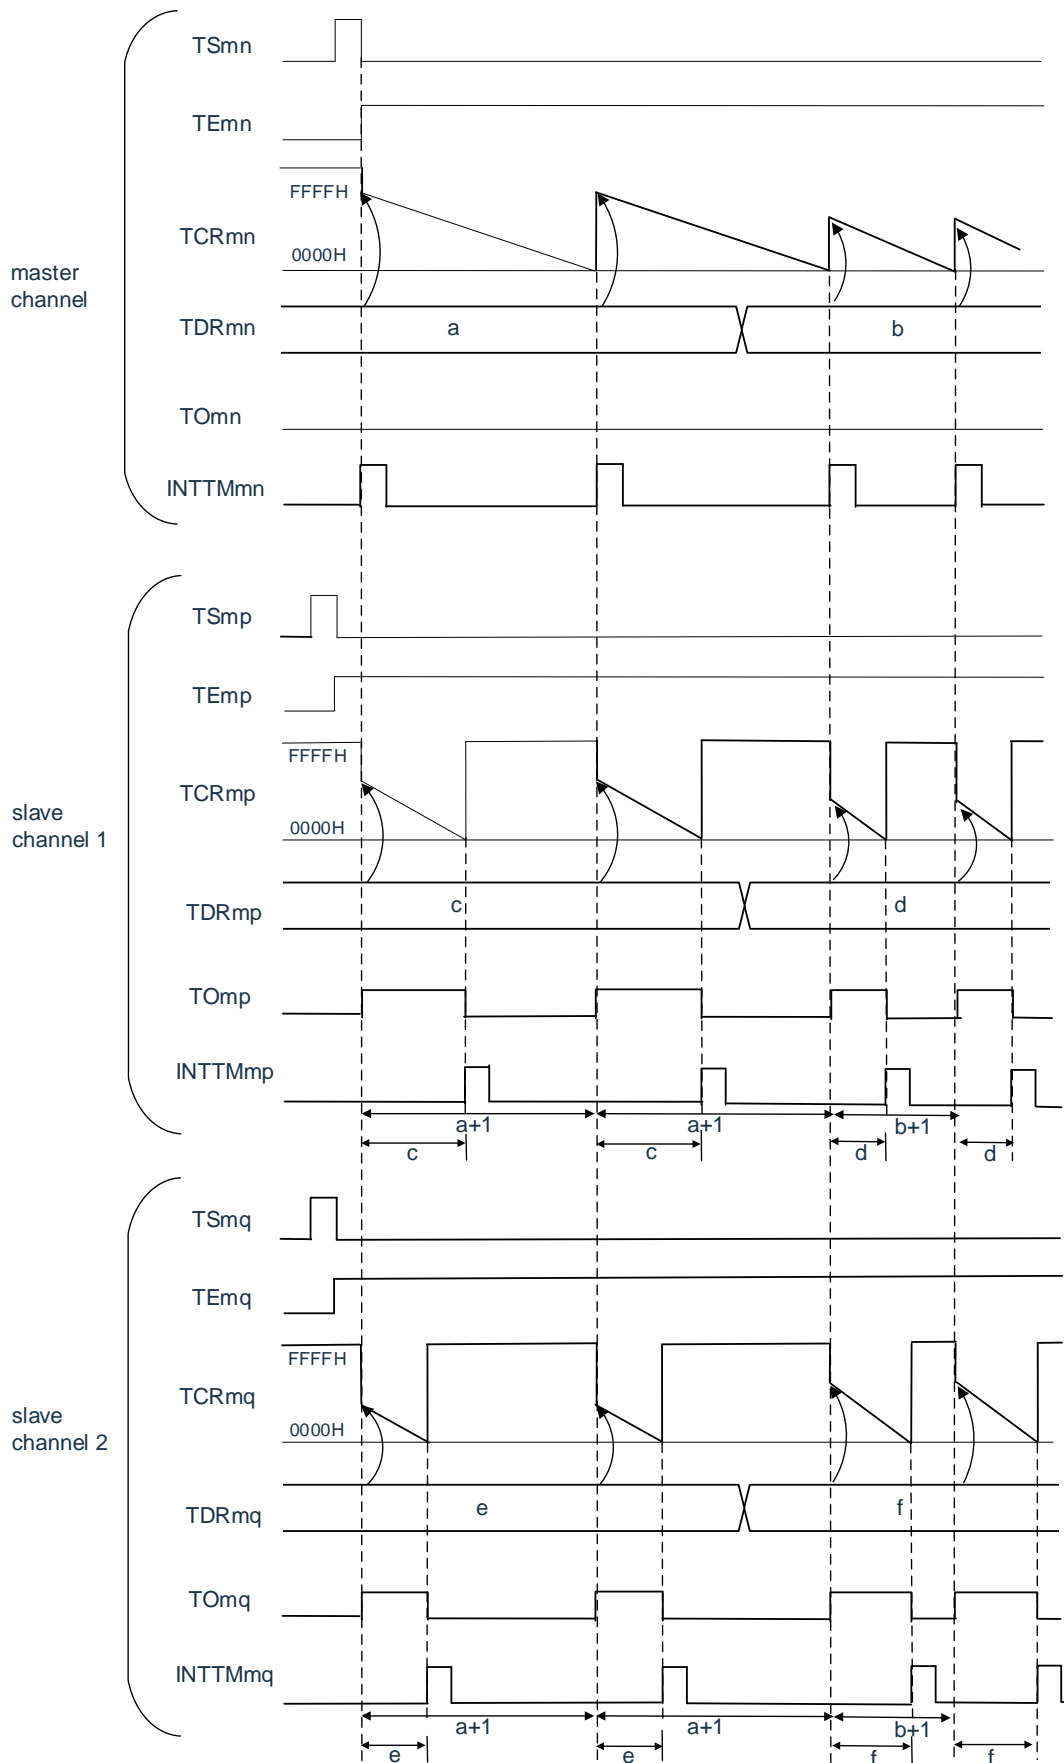 TSmn
TEmn
FFFFH
TCRmn
0000H
master
channel
TDRmn
a
b
TOmn
INTTMmn
TSmp
TEmp
FFFFH
TCRmp
0000H
slave
channel 1
TDRmp
c
d
TOmp
INTTMmp
a+1
a+1
b+1
c
c
d
d
TSmq
TEmq
FFFFH
TCRmq
0000H
slave
channel 2
TDRmq
e
f
TOmq
INTTMmq
a+1
a+1
b+1
e
e
f
f